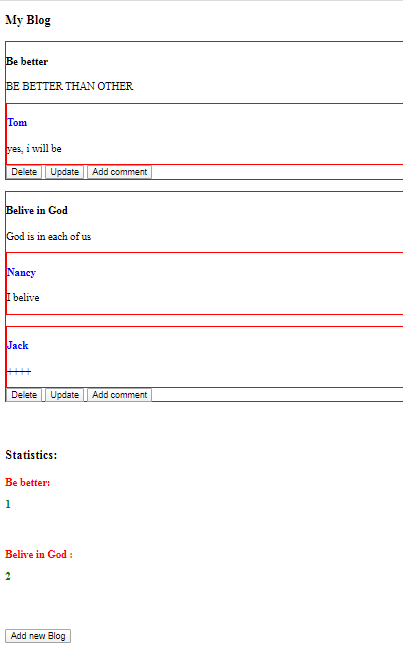 My Blog
Be better
BE BETTER THAN OTHER
Tom
yes, i will be
Delete Update Add comment
Belive in God
God is in each of us
Nancy
I belive
Jack
++++
Delete Update Add comment
Statistics:
Be better:
1
Belive in God :
2
Add new Blog